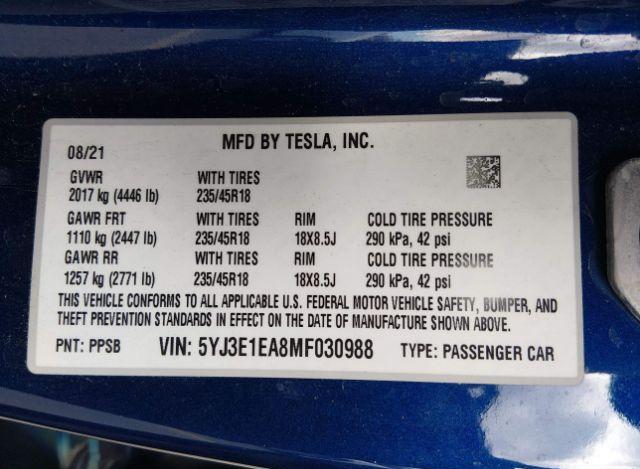 MFD BY TESLA, INC.
08/21
GVWR WITH TIRES
2017 kg (4446 lb) 235/45R18
GAWR FRT WITH TIRES RIM COLD TIRE PRESSURE
1110 kg (2447 lb) 235/45R18 18X8.5J 290 kPa, 42 psi
GAWR RR WITH TIRES RIM COLD TIRE PRESSURE
1257 kg (2771 lb) 235/45R18 18X8.5J 290 kPa, 42 psi
THIS VEHICLE CONFORMS TO ALL APPLICABLE U.S. FEDERAL MOTOR VEHICLE SAFETY, BUMPER, AND
THEFT PREVENTION STANDARDS IN EFFECT ON THE DATE OF MANUFACTURE SHOWN ABOVE.
PNT: PPSB VIN: 5YJ3E1EA8MF030988 TYPE: PASSENGER CAR